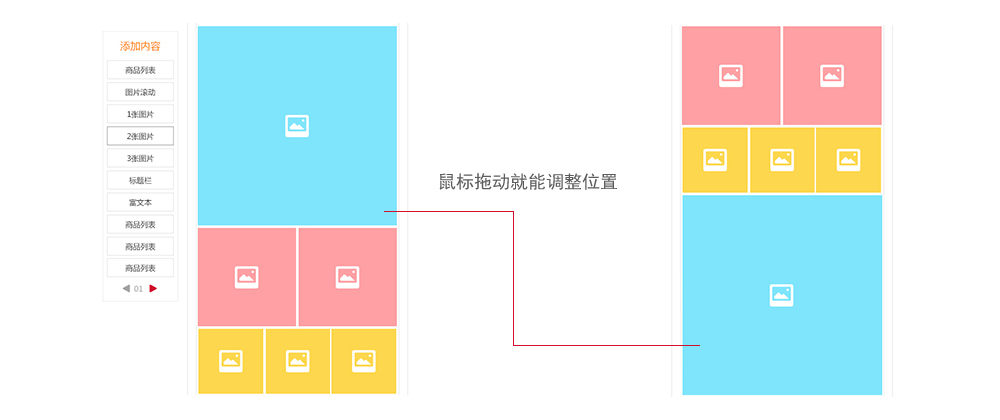 添加内容
商品列表
图片滚动
1张图片
2张图片
3张图片
标题栏
富文本
商品列表
商品列表
商品列表
01
鼠标拖动就能调整位置